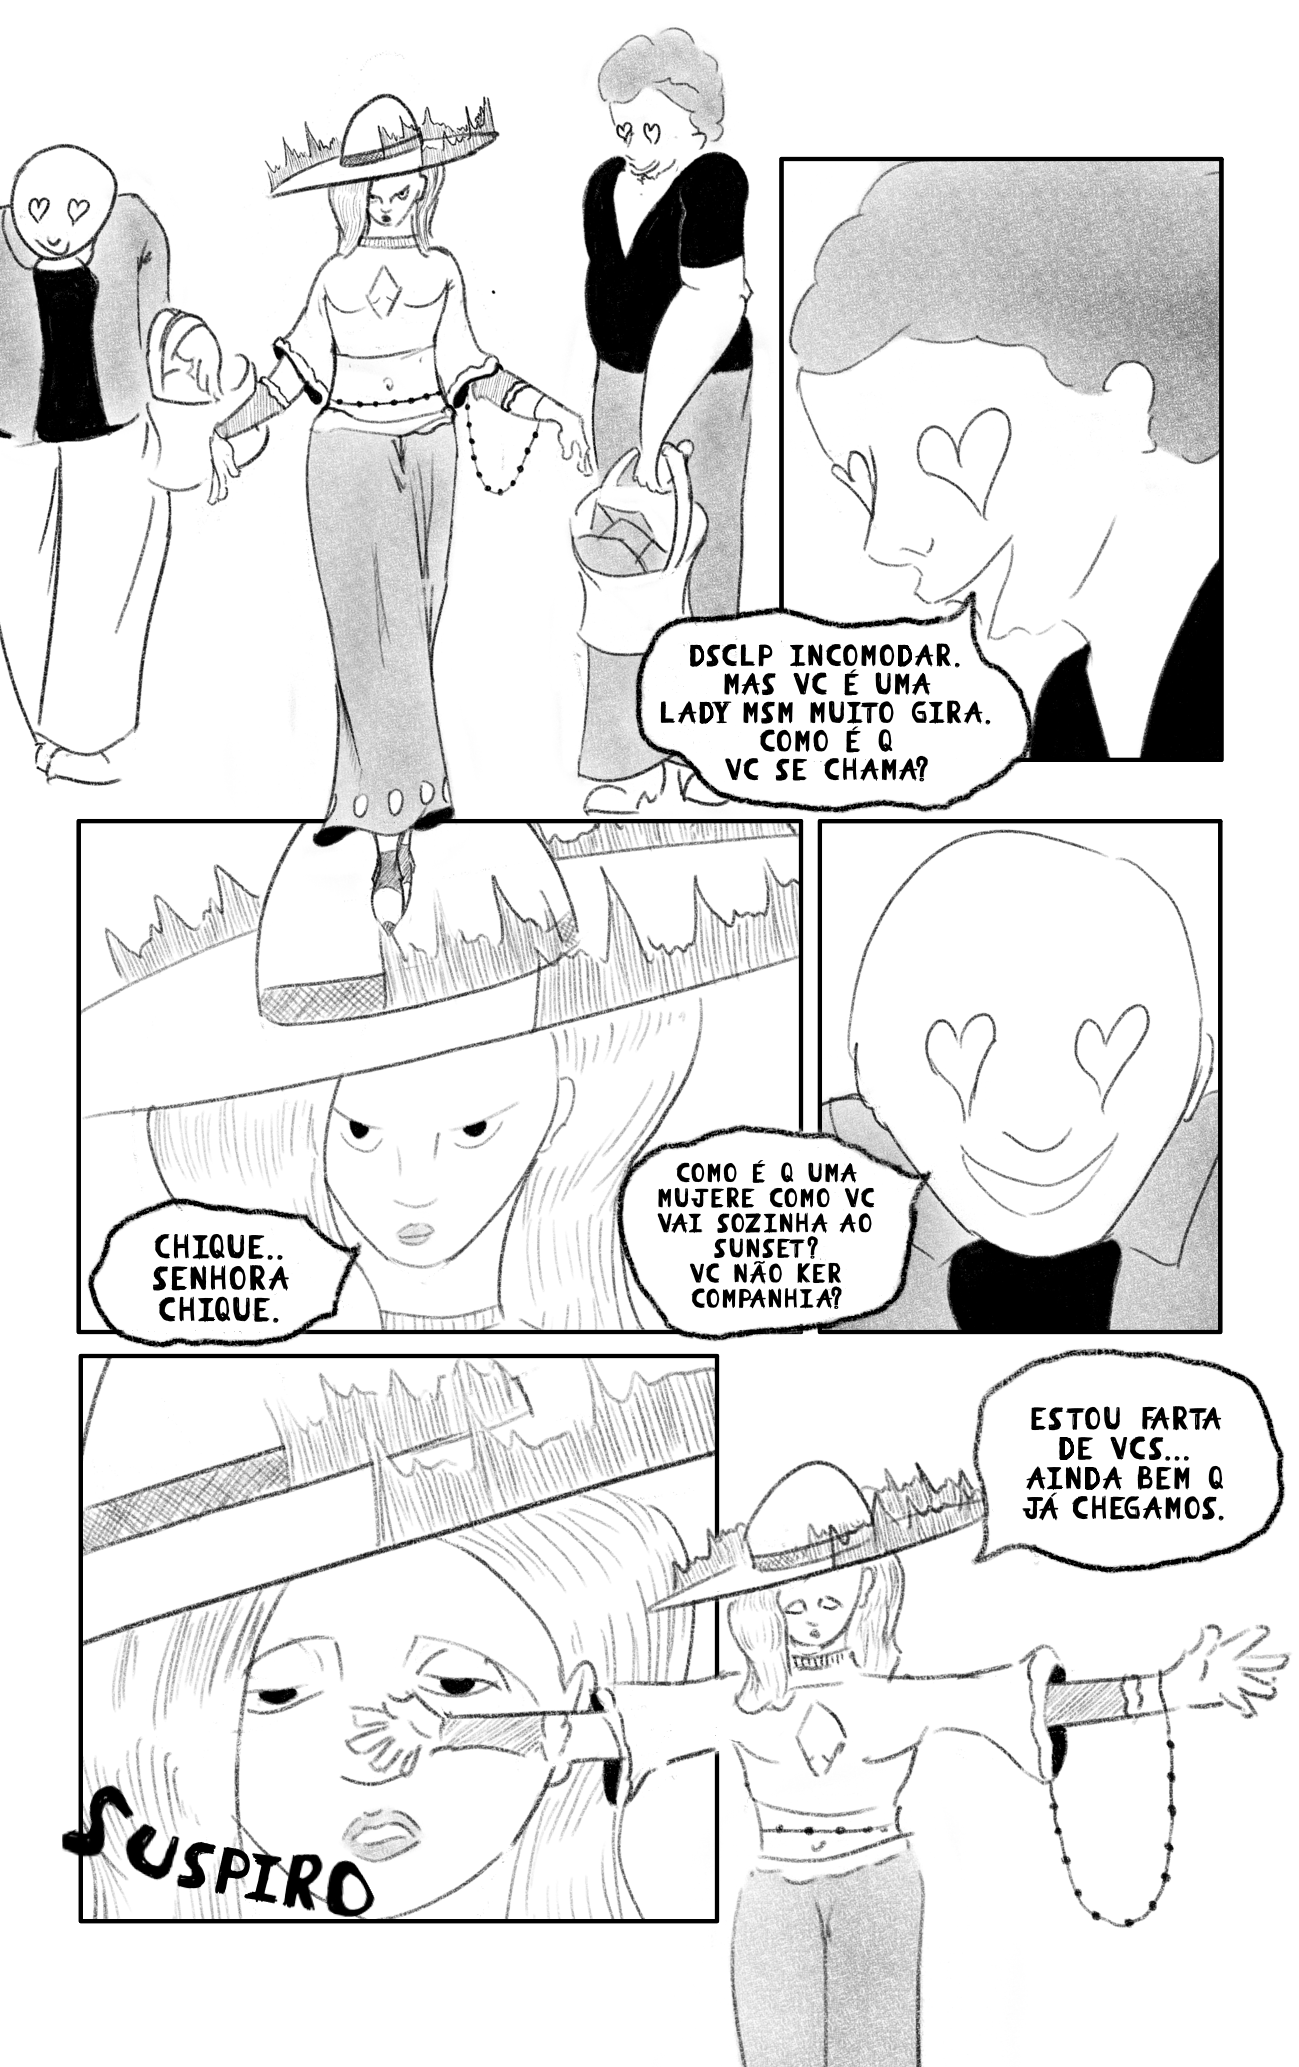 DSCLP INCOMODAR.
MAS VC É UMA
LADY MSM MUITO GIRA.
COMO É Q
VC SE CHAMA?
CHIQUE..
SENHORA
CHIQUE.
COMO É Q UMA
MUJERE COMO VC
VAI SOZINHA AO
SUNSET?
VC NÃO KER
COMPANHIA?
SUSPIRO
ESTOU FARTA
DE VCS...
AINDA BEM Q
JÁ CHEGAMOS.